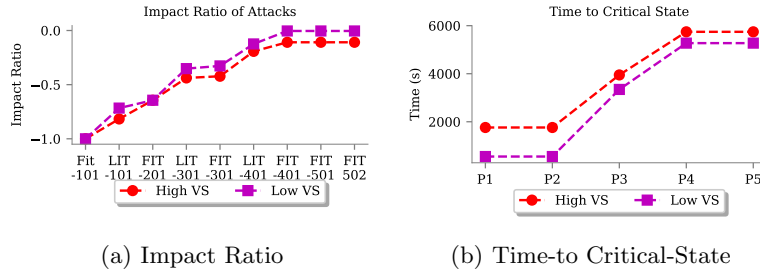 Impact Ratio of Attacks
Impact Ratio
0.0
−0.5
−1.0
Fit LIT FIT LIT FIT LIT FIT FIT FIT
-101 -101 -201 -301 -301 -401 -401 -501 502
High VS Low VS
(a) Impact Ratio
Time to Critical State
Time (s)
6000
4000
2000
P1 P2 P3 P4 P5
High VS Low VS
(b) Time-to Critical-State